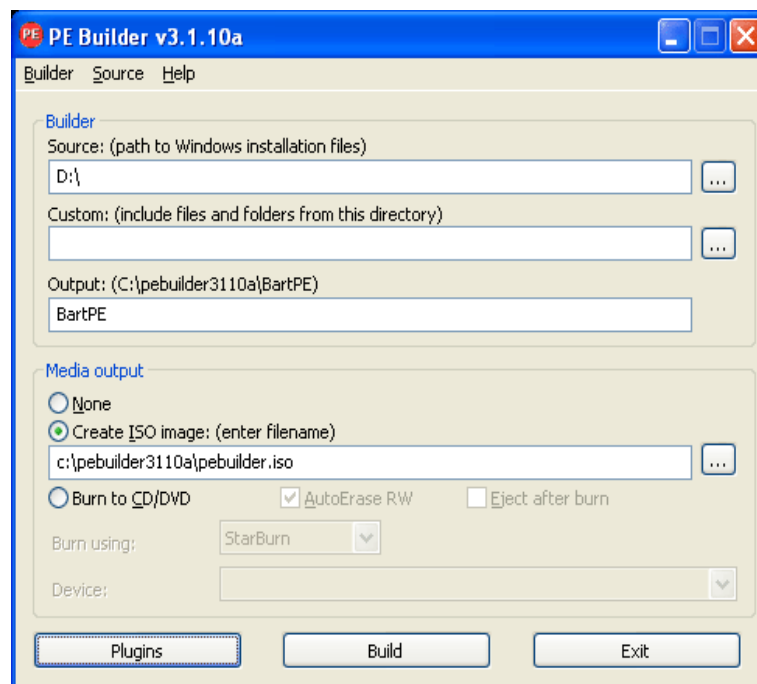 PE PE Builder v3.1.10a
Builder Source Help
Builder
Source: (path to Windows installation files)
D:\
...
Custom: (include files and folders from this directory)
...
Output: (C:\pebuilder3110a\BartPE)
BartPE
Media output
None
Create ISO image: (enter filename)
c:\pebuilder3110a\pebuilder.iso
...
Burn to CD/DVD AutoErase RW Eject after burn
Burn using: StarBurn
Device:
Plugins Build Exit